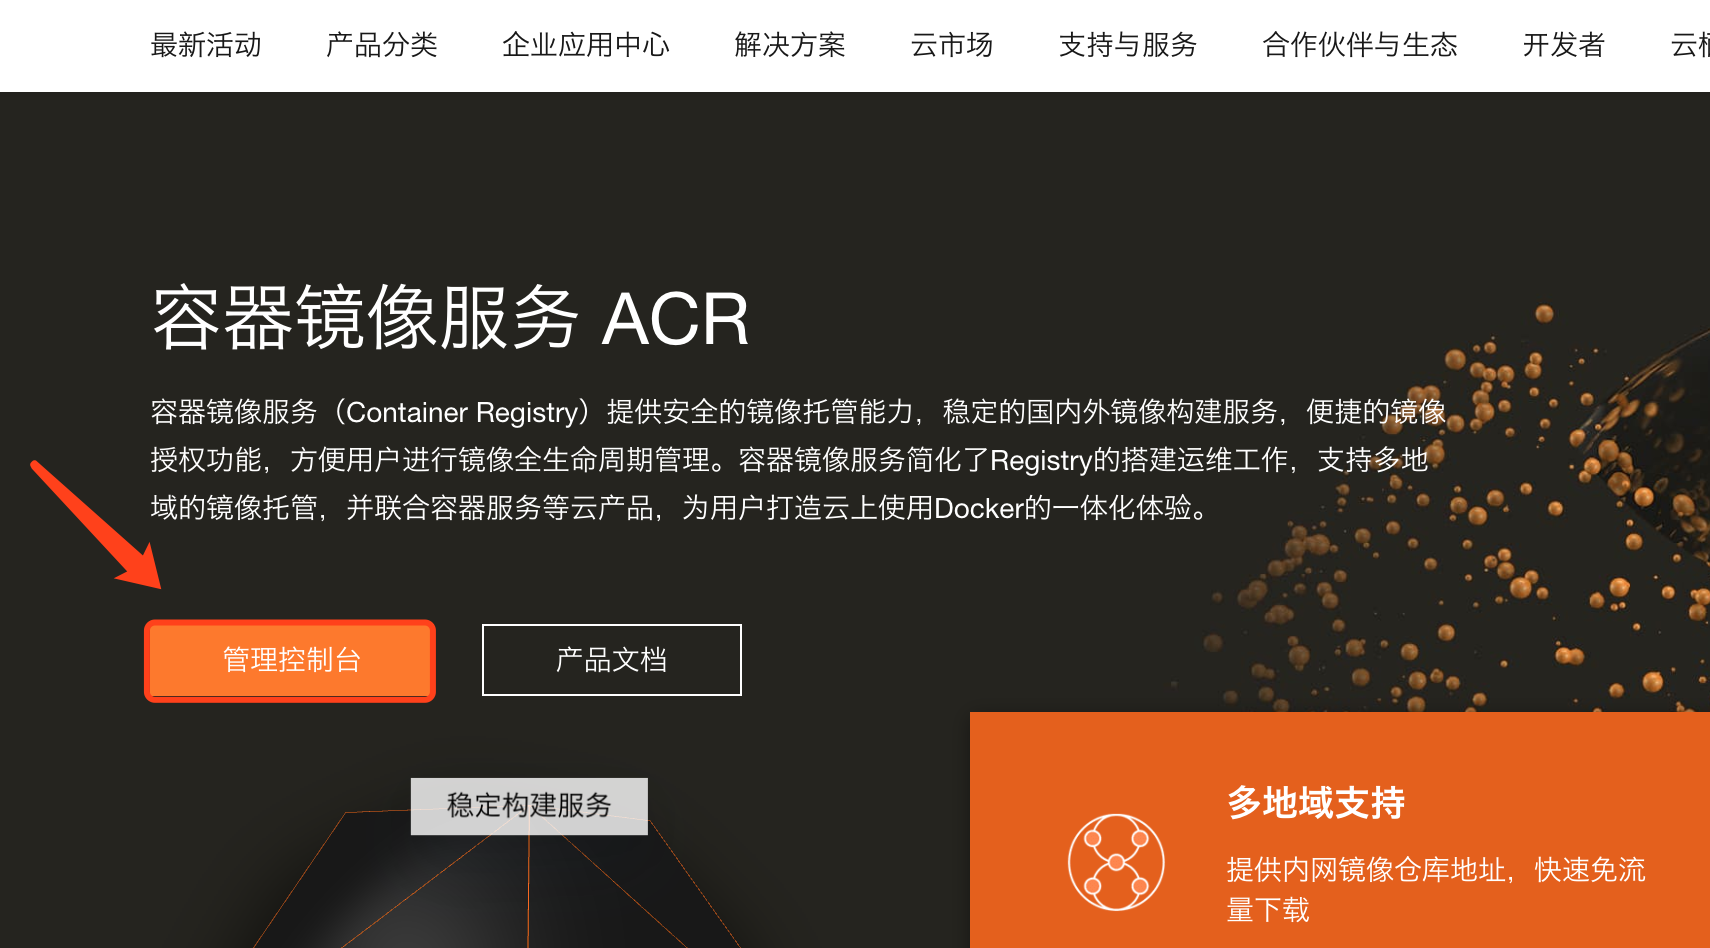 最新活动 产品分类 企业应用中心 解决方案 云市场 支持与服务 合作伙伴与生态 开发者 云
容器镜像服务 ACR
容器镜像服务（Container Registry）提供安全的镜像托管能力，稳定的国内外镜像构建服务，便捷的镜像
授权功能，方便用户进行镜像全生命周期管理。容器镜像服务简化了Registry的搭建运维工作，支持多地
域的镜像托管，并联合容器服务等云产品，为用户打造云上使用Docker的一体化体验。
管理控制台 产品文档
稳定构建服务
多地域支持
提供内网镜像仓库地址，快速免流
量下载